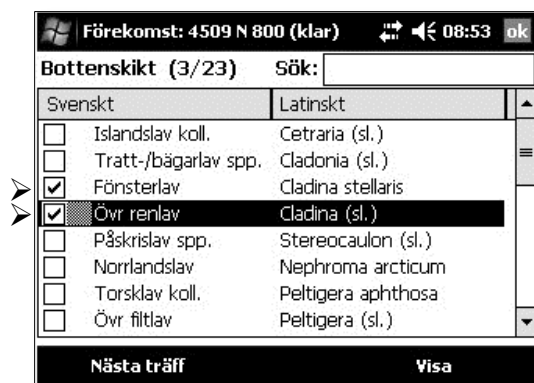 Förekomst: 4509 N 800 (klar) 08:53 ok
Bottenskikt (3/23) Sök:
Svenskt Latinskt
Islandslav koll. Cetraria (sl.)
Tratt-/bägarlav spp. Cladonia (sl.)
Fönsterlav Cladina stellaris
Övr renlav Cladina (sl.)
Påskrislav spp. Stereocaulon (sl.)
Norrlandslav Nephroma arcticum
Torsklav koll. Peltigera aphthosa
Övr filtlav Peltigera (sl.)
Nästa träff Visa